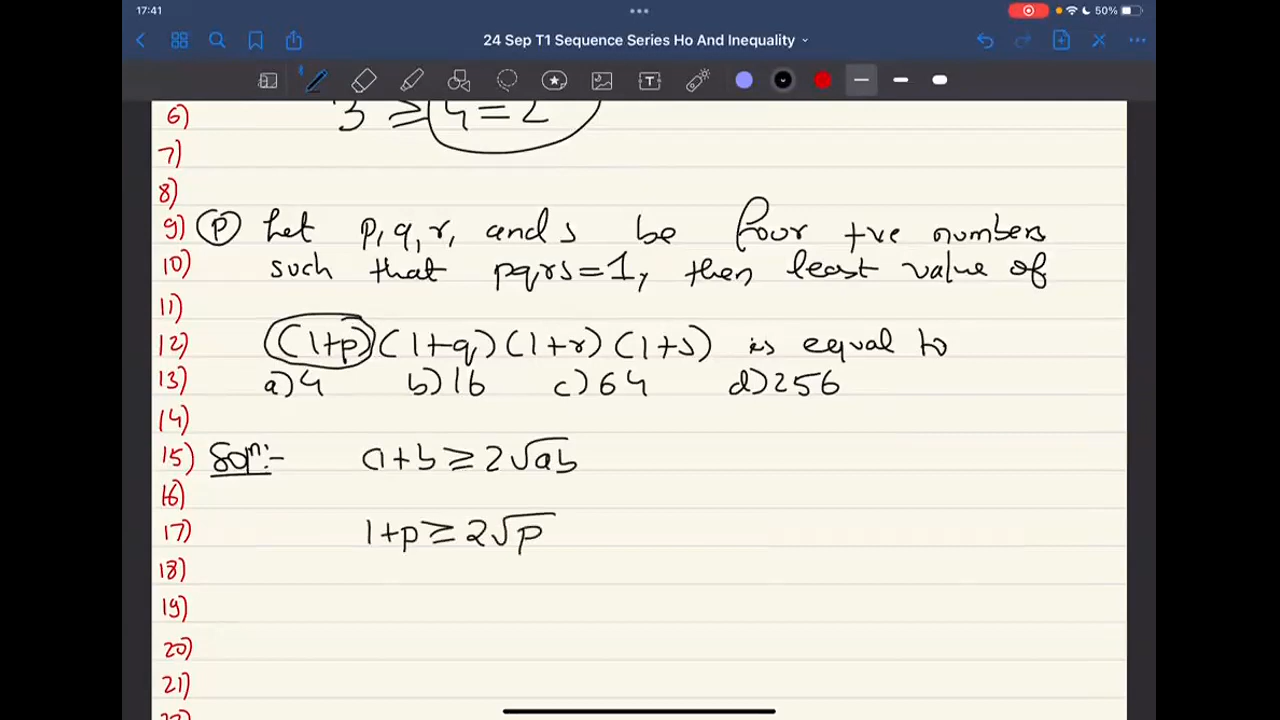 17:41
50%
24 Sep T1 Sequence Series Ho And Inequality
6) 3 ≥ 4 = 2
7)
8)
9) (P) Let p, q, r, and s be four +ve numbers
10) such that pqrs=1, then least value of
11)
12) (1+p)(1+q)(1+r)(1+s) is equal to
13) a) 4 b) 16 c) 64 d) 256
14)
15) Solⁿ:- a+b ≥ 2√ab
16)
17) 1+p ≥ 2√p
18)
19)
20)
21)